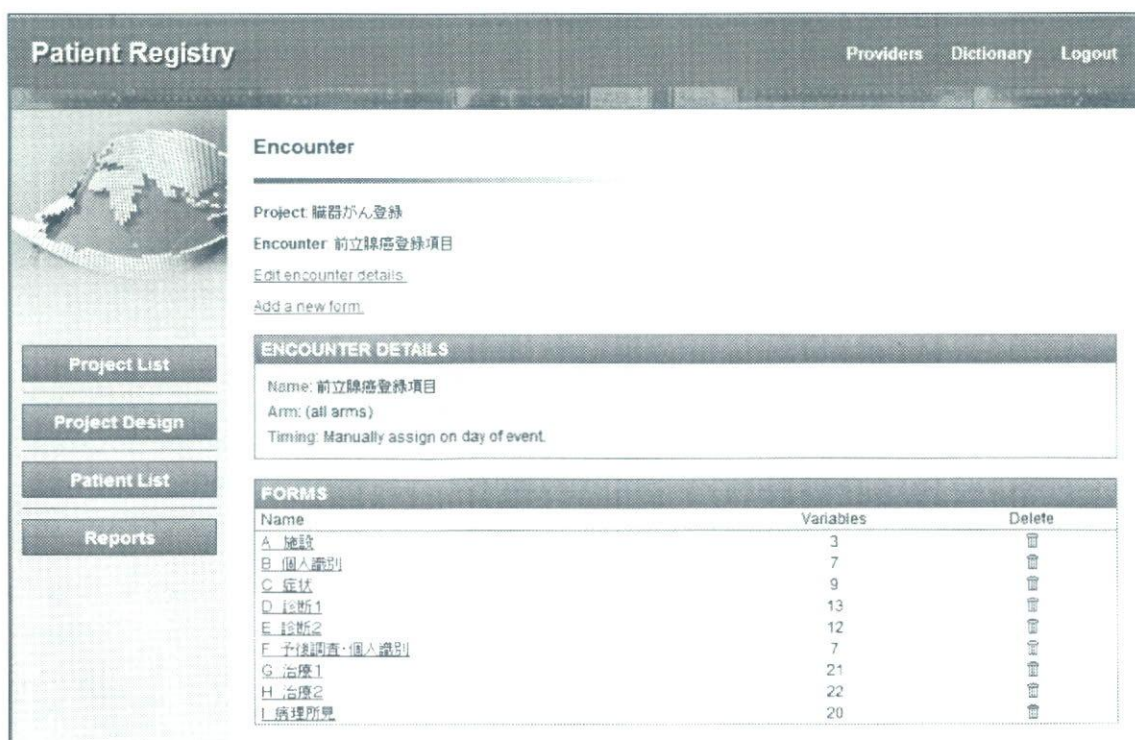 Patient Registry
Providers Dictionary Logout
Encounter
Project 臓器がん登録
Encounter 前立腺癌登録項目
Edit encounter details.
Add a new form.
Project List
Project Design
Patient List
Reports
ENCOUNTER DETAILS
Name: 前立腺癌登録項目
Arm: (all arms)
Timing: Manually assign on day of event.
FORMS
Name Variables Delete
A 施設 3
B 個人識別 7
C 症状 9
D 診断1 13
E 診断2 12
F 予後調査・個人識別 7
G 治療1 21
H 治療2 22
I 病理所見 20